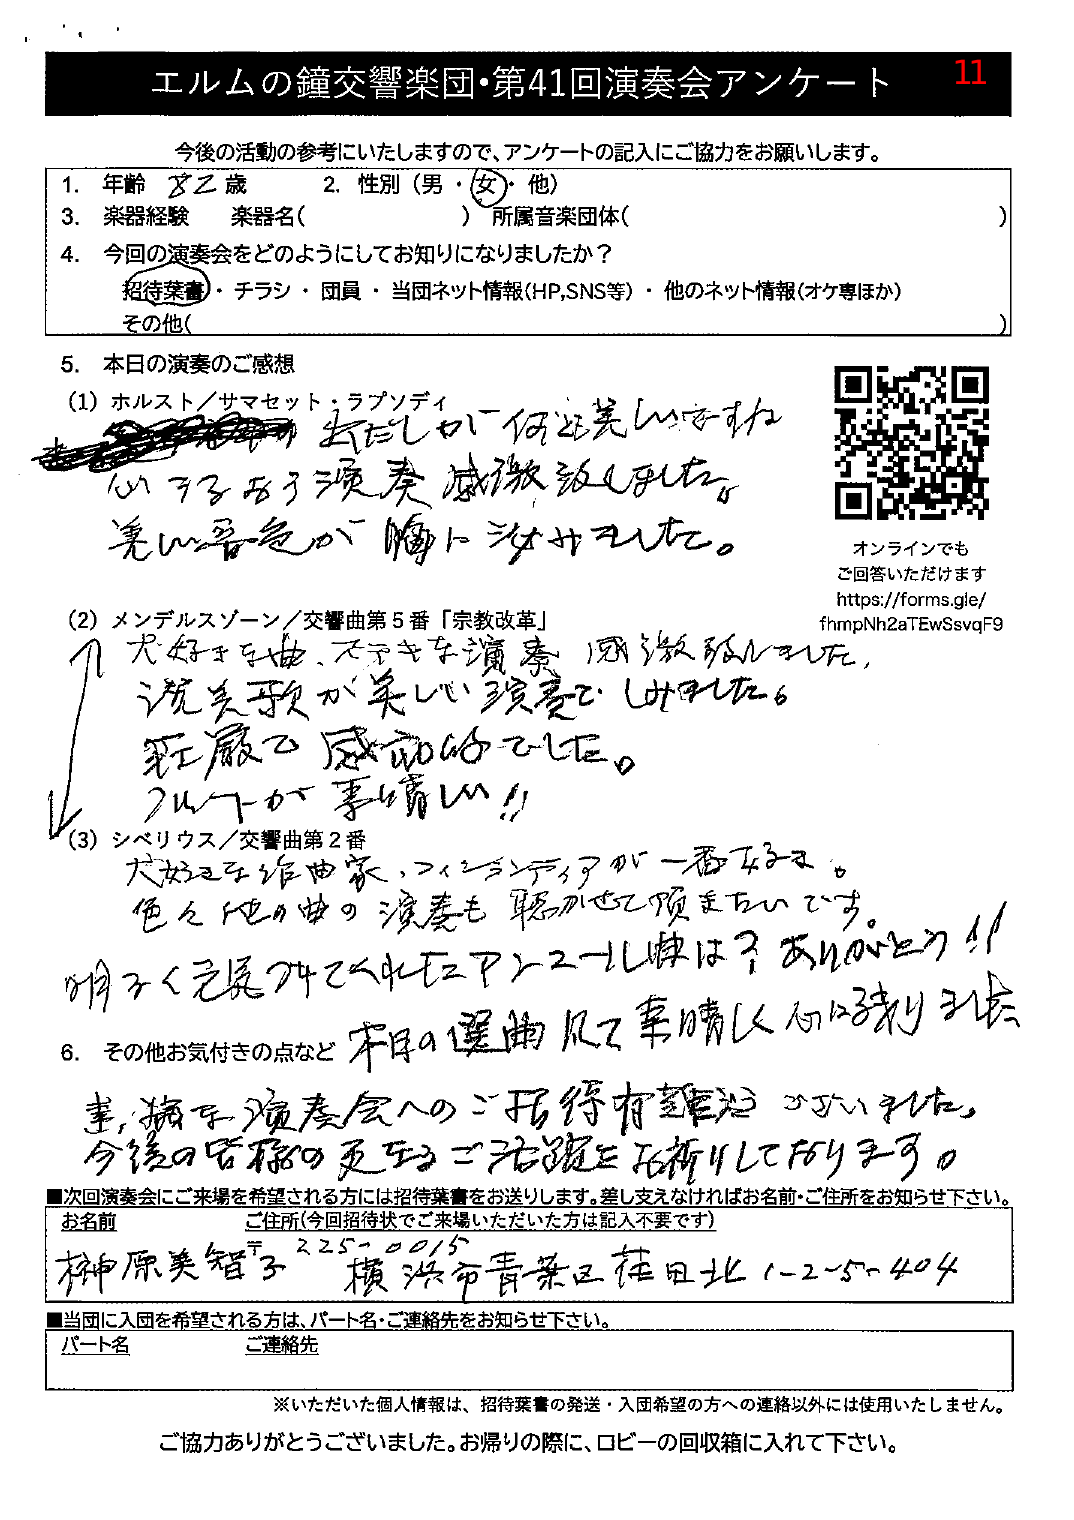 エルムの鐘交響楽団・第41回演奏会アンケート
11
今後の活動の参考にいたしますので、アンケートの記入にご協力をお願いします。
1. 年齢 82 歳 2. 性別（男 ・ 女 ・ 他）
3. 楽器経験 楽器名( ) 所属音楽団体( )
4. 今回の演奏会をどのようにしてお知りになりましたか？
招待葉書 ・ チラシ ・ 団員 ・ 当団ネット情報(HP,SNS等) ・ 他のネット情報(オケ専ほか)
その他( )
5. 本日の演奏のご感想
(1) ホルスト／サマセット・ラプソディ
出だしが何とも美しいですね
心 演奏 感激致しました。
美しい音色が胸に沁みました。
オンラインでも
ご回答いただけます
https://forms.gle/
fhmpNh2aTEwSsvqF9
(2) メンデルスゾーン／交響曲第５番「宗教改革」
大好きな曲、ステキな演奏 感激致しました、
讃美歌が美しい演奏で しみました。
荘厳で 感動的でした。
フルートが素晴しい!!
(3) シベリウス／交響曲第２番
大好きな作曲家、フィンランディアが一番
色々他の曲の演奏も聴かせて頂きたいです。
明るく元気 アンコール曲は？ありがとう!!
6. その他お気付きの点など 本日の選曲 凡て素晴しく心に残りました
素晴な演奏会へのご招待有難うございました。
今後の皆様の更なるご活躍をお祈りしております。
■次回演奏会にご来場を希望される方には招待葉書をお送りします。差し支えなければお名前・ご住所をお知らせ下さい。
お名前 ご住所(今回招待状でご来場いただいた方は記入不要です)
〒225-0015
榊原美智子 横浜市青葉区荏田北1-2-5-404
■当団に入団を希望される方は、パート名・ご連絡先をお知らせ下さい。
パート名 ご連絡先
※いただいた個人情報は、招待葉書の発送・入団希望の方への連絡以外には使用いたしません。
ご協力ありがとうございました。お帰りの際に、ロビーの回収箱に入れて下さい。